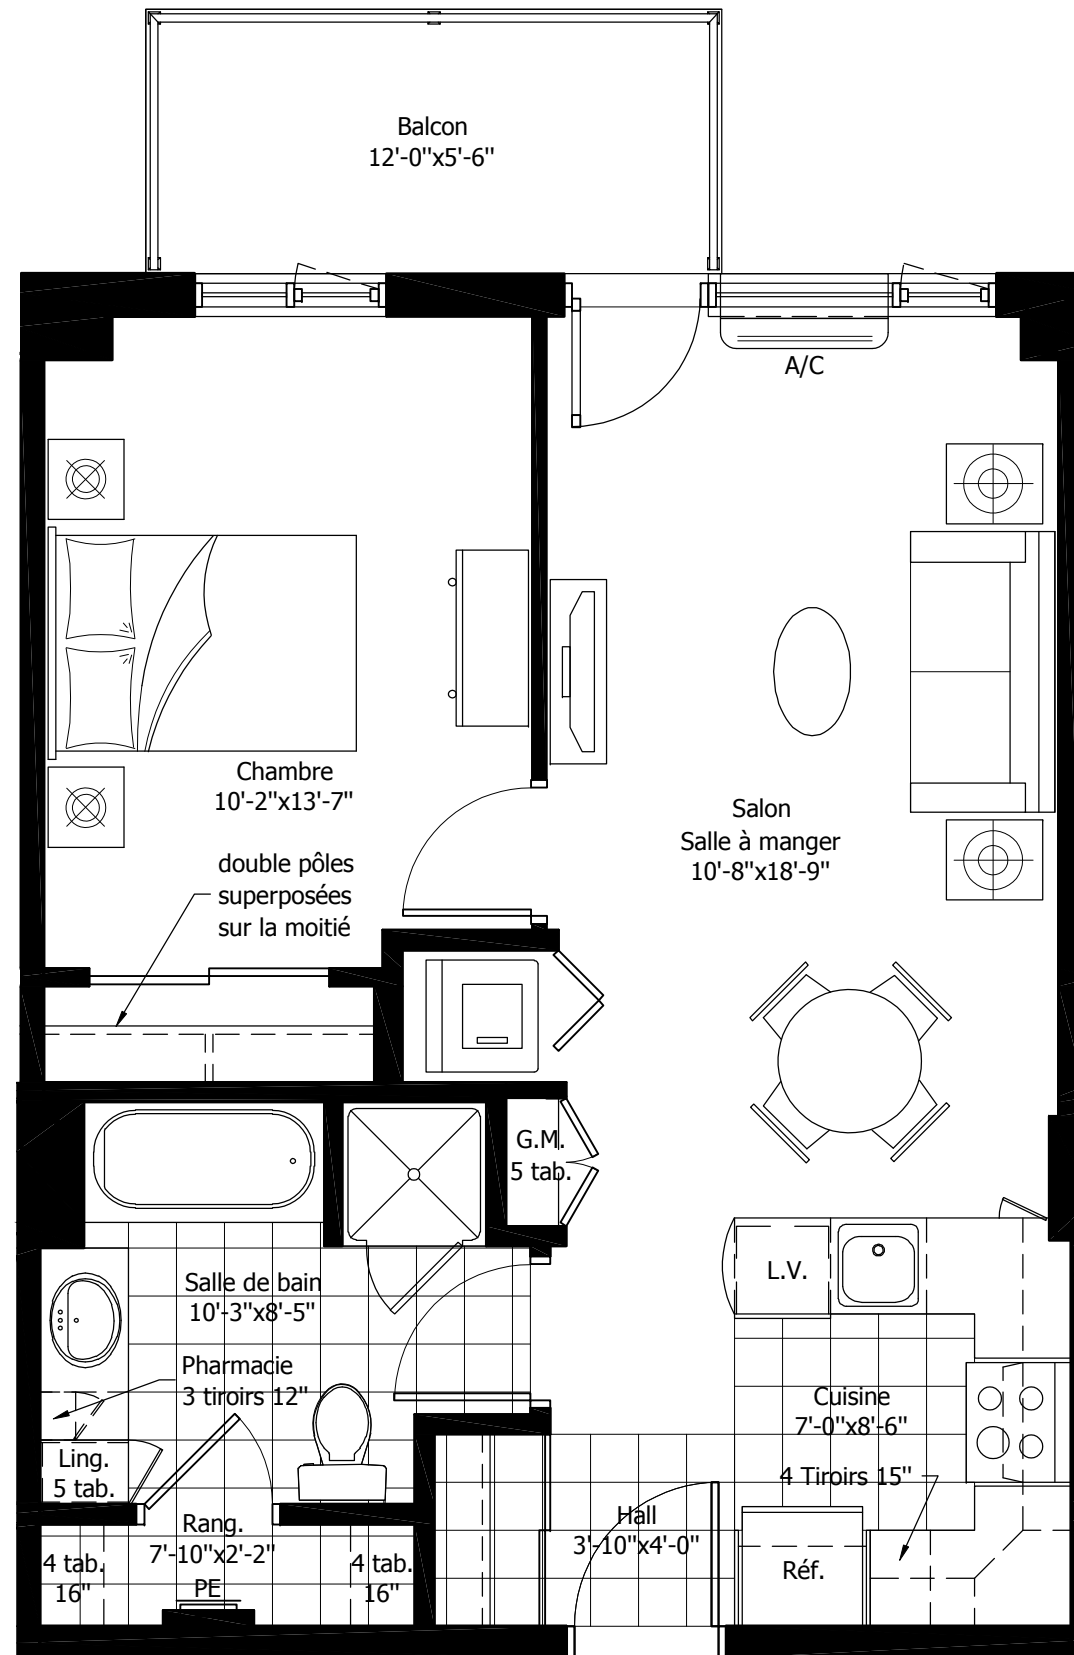 Balcon
12'-0"x5'-6"
A/C
Chambre
10'-2"x13'-7"
double pôles
superposées
sur la moitié
Salon
Salle à manger
10'-8"x18'-9"
G.M.
5 tab.
L.V.
Salle de bain
10'-3"x8'-5"
Pharmacie
3 tiroirs 12"
Ling.
5 tab.
Cuisine
7'-0"x8'-6"
4 Tiroirs 15"
Rang.
7'-10"x2'-2"
4 tab.
16"
PE
4 tab.
16"
Hall
3'-10"x4'-0"
Réf.